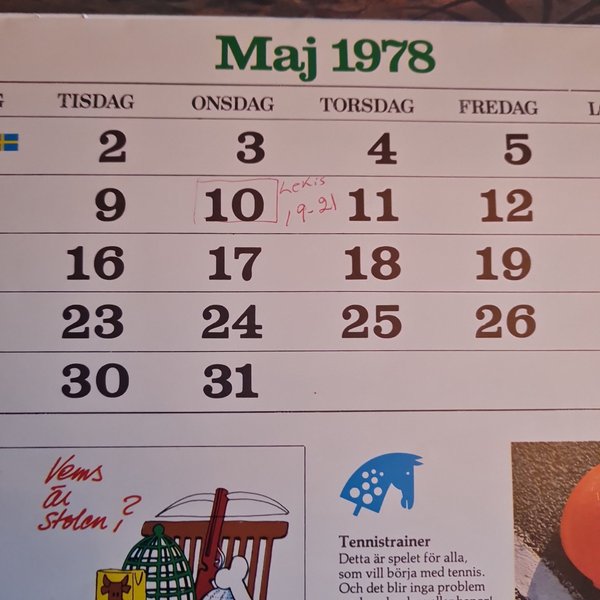 Maj 1978
G TISDAG ONSDAG TORSDAG FREDAG L
2 3 4 5
9 10 Lekis 19-21 11 12
16 17 18 19
23 24 25 26
30 31
Vems
är
stolen?
Tennistrainer
Detta är spelet för alla,
som vill börja med tennis.
Och det blir inga problem